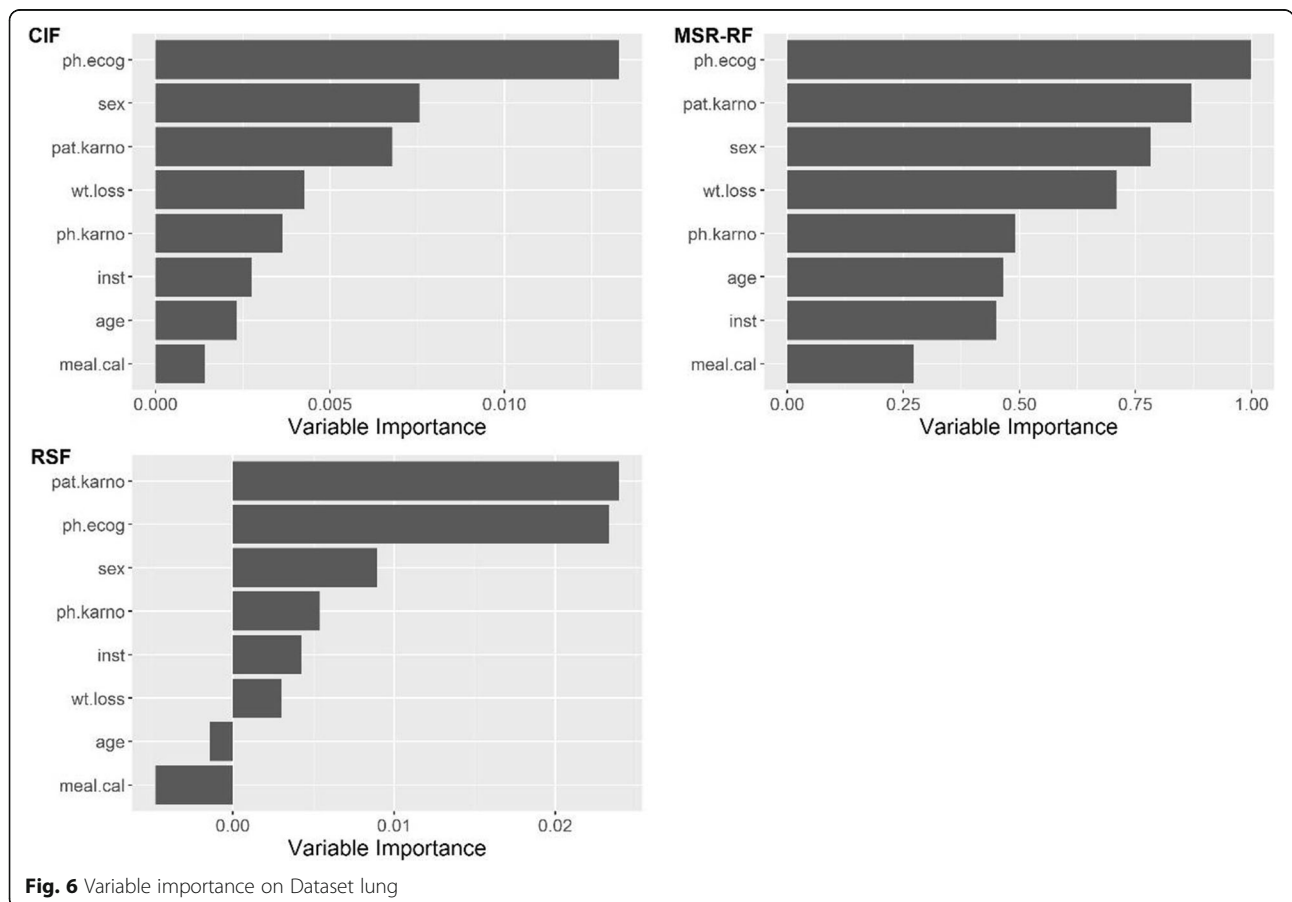 CIF
ph.ecog
sex
pat.karno
wt.loss
ph.karno
inst
age
meal.cal
0.000 0.005 0.010
Variable Importance
MSR-RF
ph.ecog
pat.karno
sex
wt.loss
ph.karno
age
inst
meal.cal
0.00 0.25 0.50 0.75 1.00
Variable Importance
RSF
pat.karno
ph.ecog
sex
ph.karno
inst
wt.loss
age
meal.cal
0.00 0.01 0.02
Variable Importance
Fig. 6 Variable importance on Dataset lung